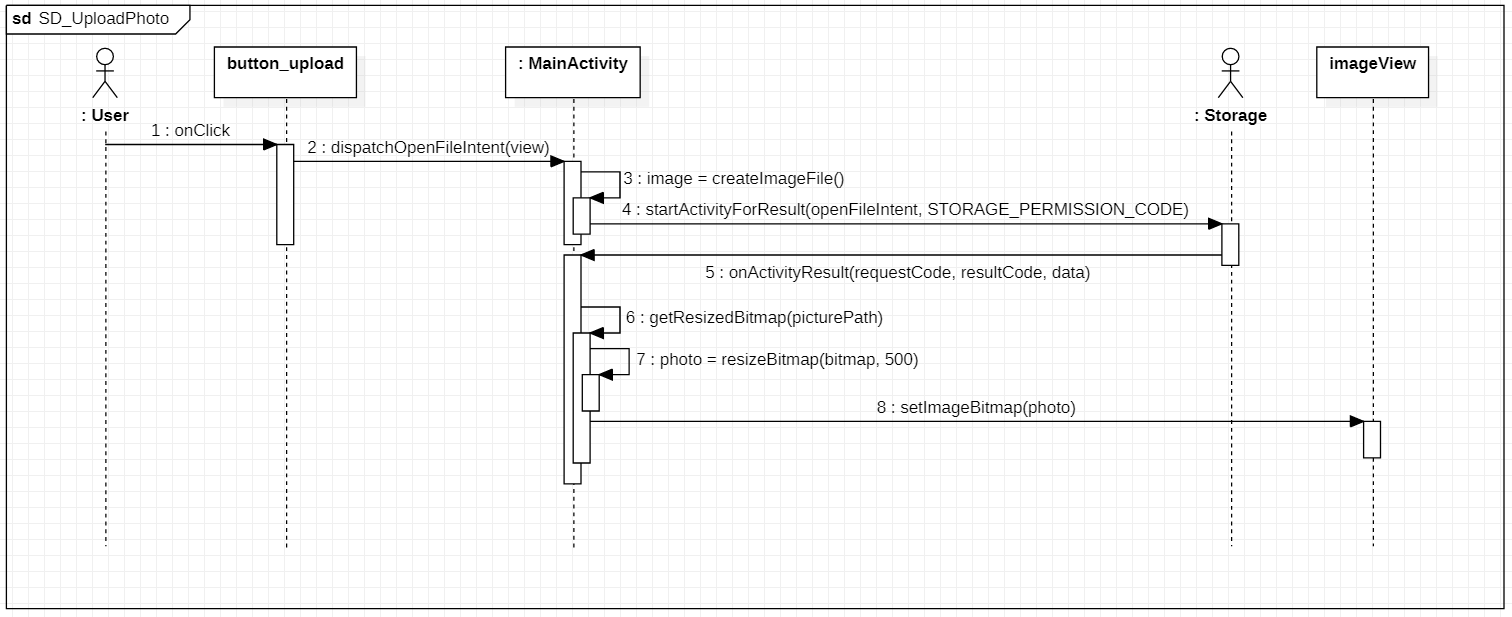 sd SD_UploadPhoto
button_upload
: MainActivity
imageView
: User
: Storage
1 : onClick
2 : dispatchOpenFileIntent(view)
3 : image = createImageFile()
4 : startActivityForResult(openFileIntent, STORAGE_PERMISSION_CODE)
5 : onActivityResult(requestCode, resultCode, data)
6 : getResizedBitmap(picturePath)
7 : photo = resizeBitmap(bitmap, 500)
8 : setImageBitmap(photo)